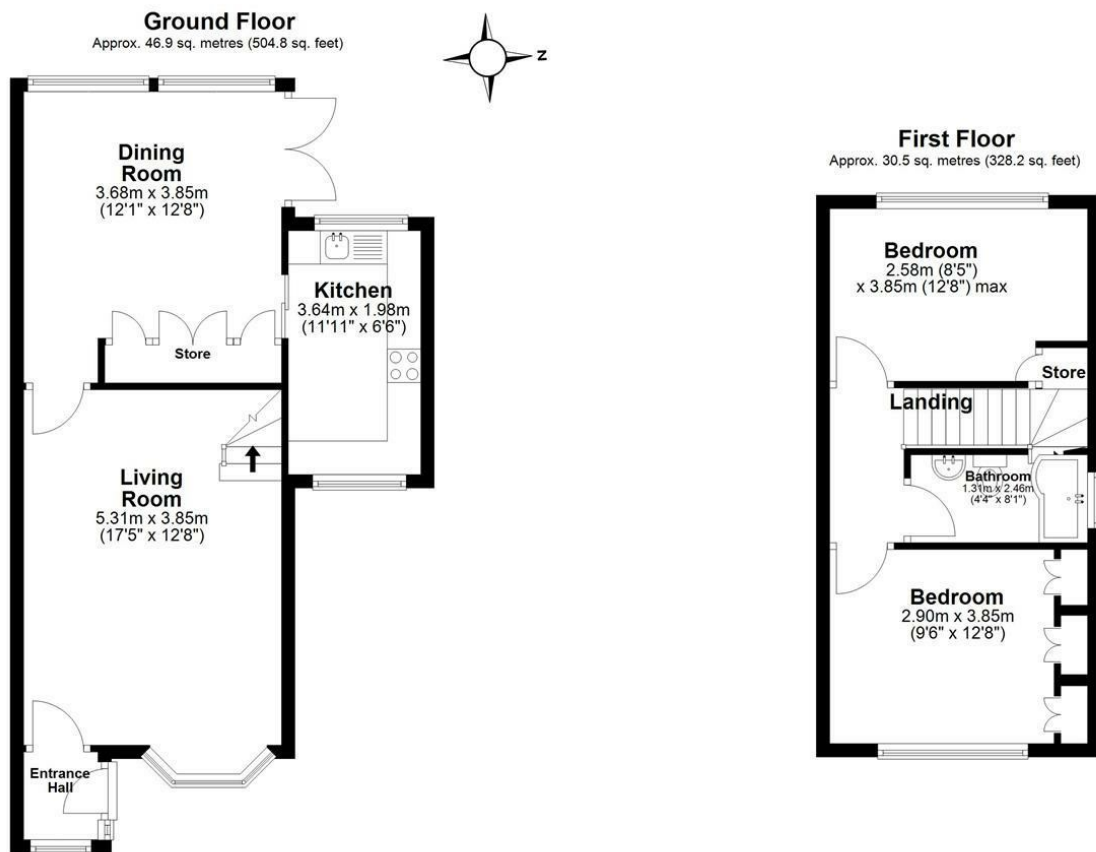 Ground Floor
Approx. 46.9 sq. metres (504.8 sq. feet)
N
Dining
Room
3.68m x 3.85m
(12'1" x 12'8")
Kitchen
3.64m x 1.98m
(11'11" x 6'6")
Store
Living
Room
5.31m x 3.85m
(17'5" x 12'8")
Entrance
Hall
First Floor
Approx. 30.5 sq. metres (328.2 sq. feet)
Bedroom
2.58m (8'5")
x 3.85m (12'8") max
Store
Landing
Bathroom
1.31m x 2.46m
(4'4" x 8'1")
Bedroom
2.90m x 3.85m
(9'6" x 12'8")